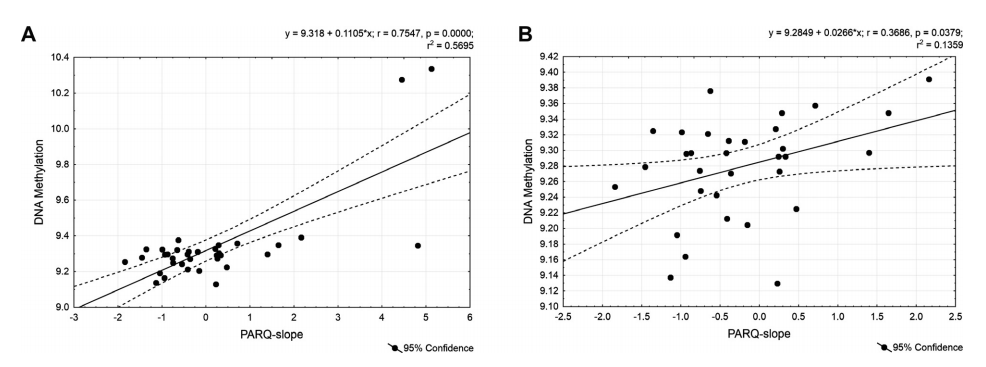 A
y = 9.318 + 0.1105*x; r = 0.7547, p = 0.0000;
r² = 0.5695
10.4
10.2
10.0
9.8
9.6
9.4
9.2
9.0
DNA Methylation
-3 -2 -1 0 1 2 3 4 5 6
PARQ-slope
95% Confidence
B
y = 9.2849 + 0.0266*x; r = 0.3686, p = 0.0379;
r² = 0.1359
9.42
9.40
9.38
9.36
9.34
9.32
9.30
9.28
9.26
9.24
9.22
9.20
9.18
9.16
9.14
9.12
9.10
DNA Methylation
-2.5 -2.0 -1.5 -1.0 -0.5 0.0 0.5 1.0 1.5 2.0 2.5
PARQ-slope
95% Confidence